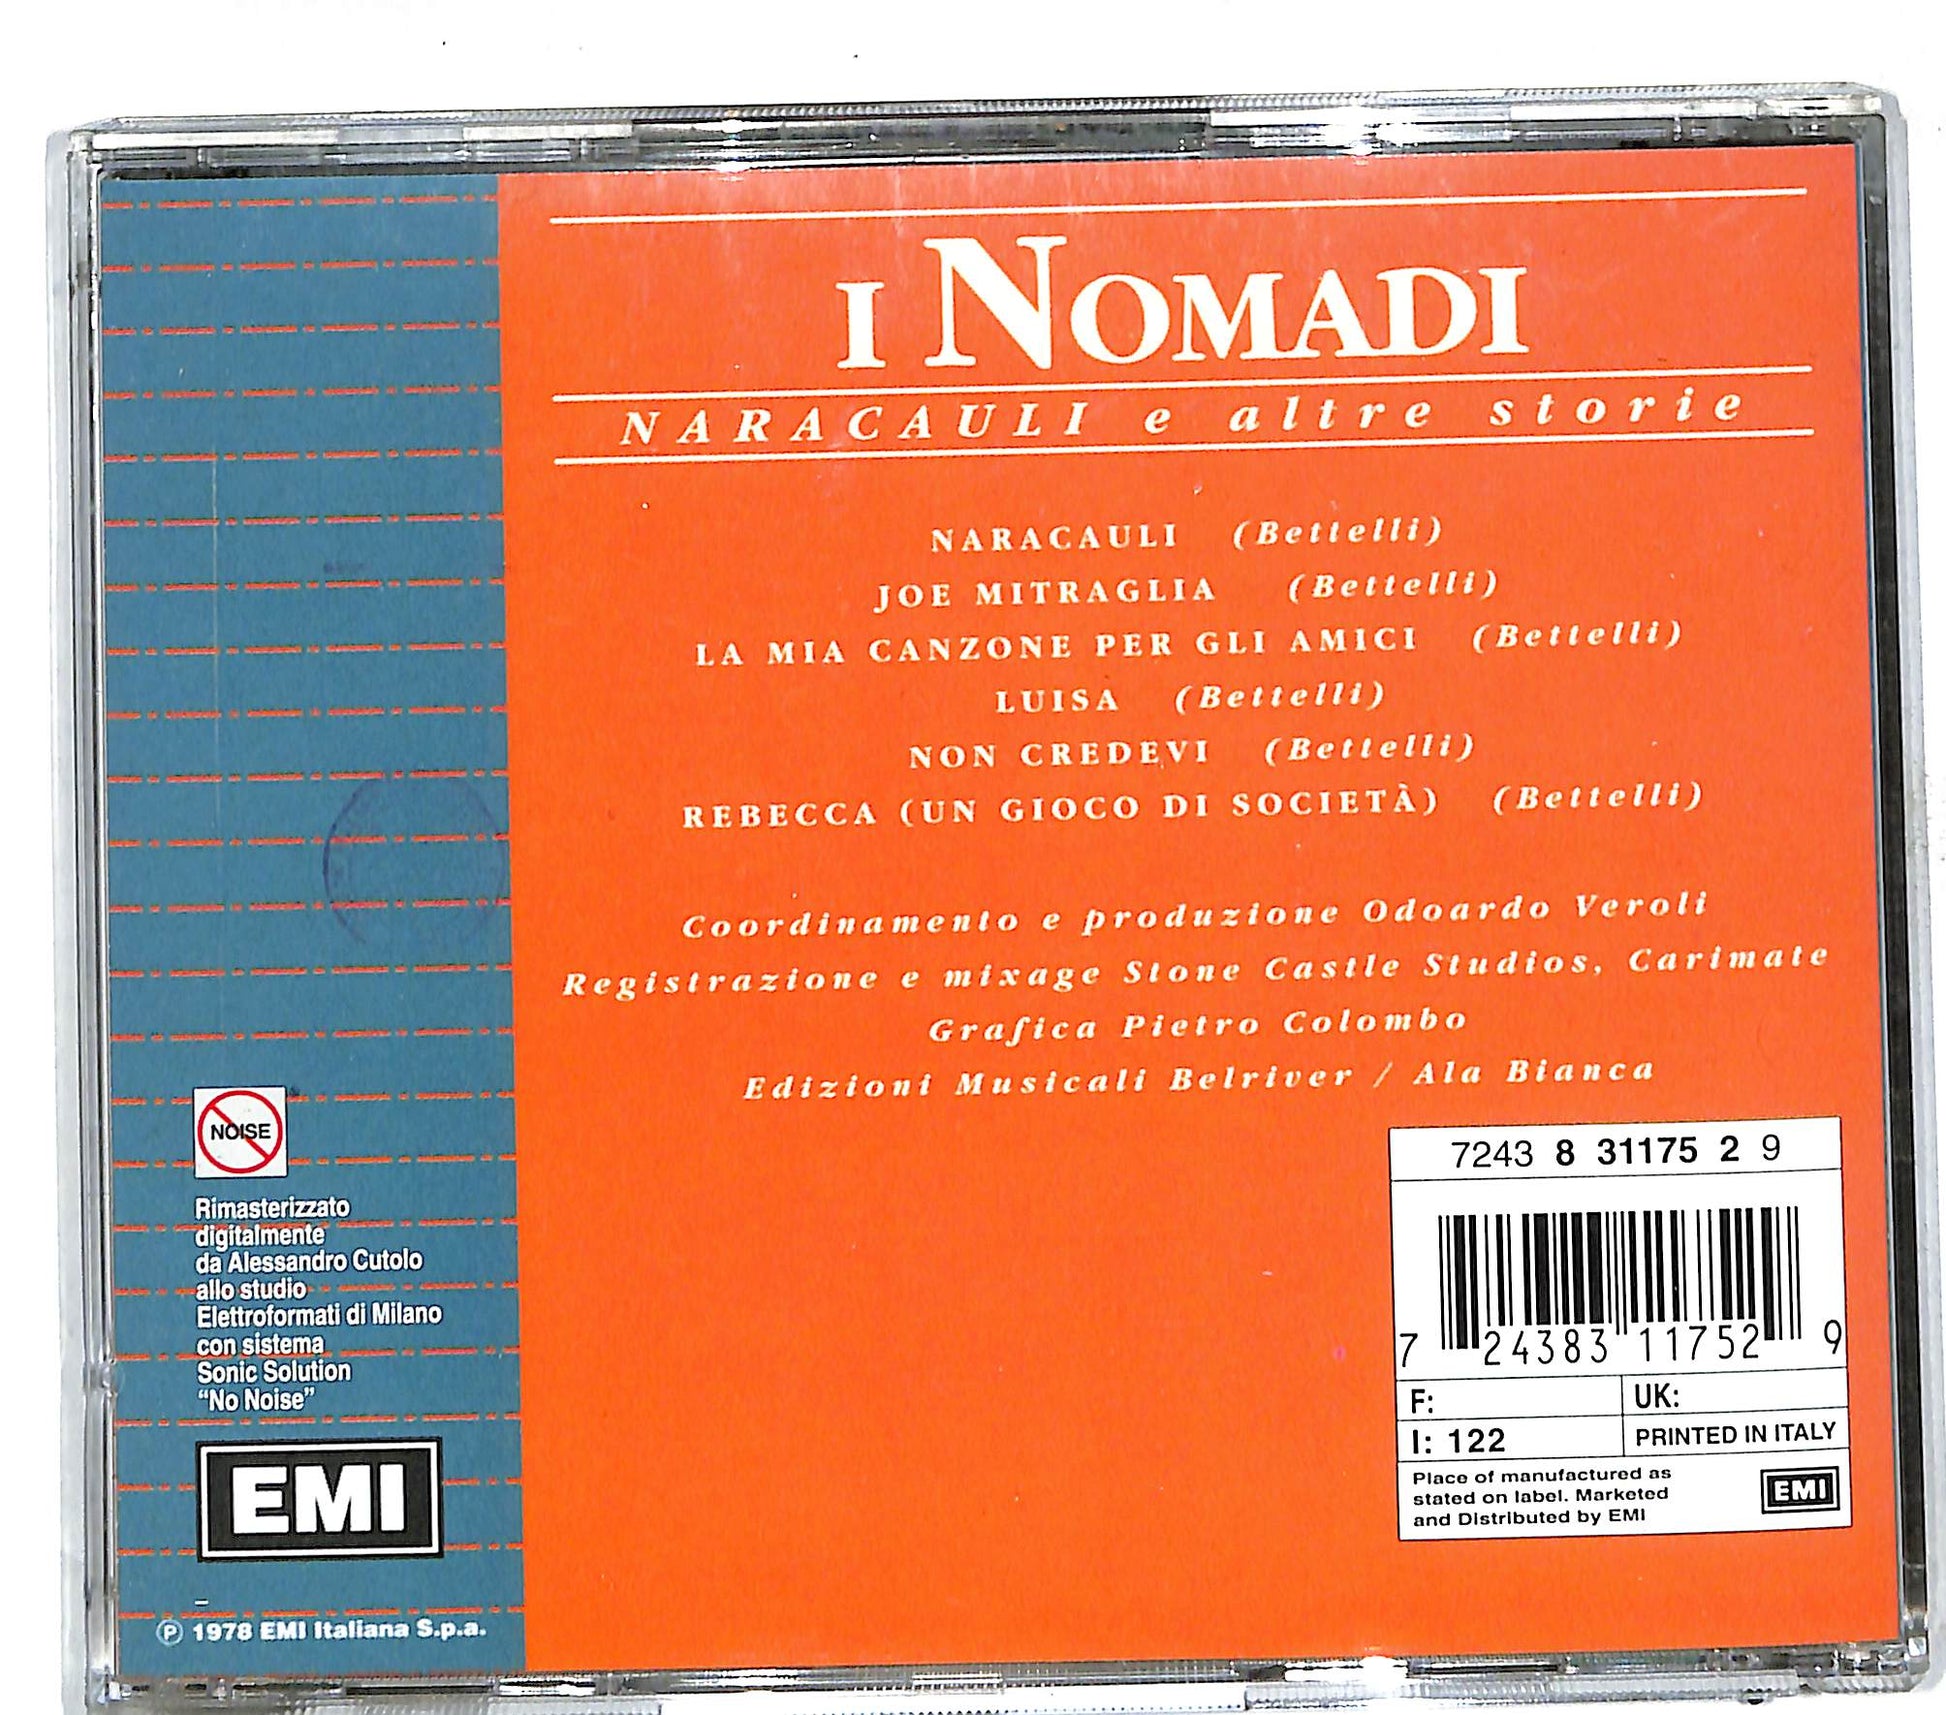 I NOMADI
NARACAULI e altre storie
NARACAULI (Bettelli)
JOE MITRAGLIA (Bettelli)
LA MIA CANZONE PER GLI AMICI (Bettelli)
LUISA (Bettelli)
NON CREDEVI (Bettelli)
REBECCA (UN GIOCO DI SOCIETÀ) (Bettelli)
Coordinamento e produzione Odoardo Veroli
Registrazione e mixage Stone Castle Studios, Carimate
Grafica Pietro Colombo
Edizioni Musicali Belriver / Ala Bianca
NOISE
Rimasterizzato
digitalmente
da Alessandro Cutolo
allo studio
Elettroformati di Milano
con sistema
Sonic Solution
“No Noise”
EMI
℗ 1978 EMI Italiana S.p.a.
7243 8 31175 2 9
7 24383 11752 9
F:
UK:
I: 122
PRINTED IN ITALY
Place of manufactured as
stated on label. Marketed
and Distributed by EMI
EMI